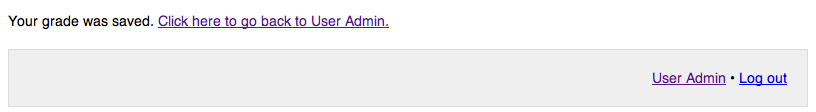 Your grade was saved. Click here to go back to User Admin.
User Admin • Log out